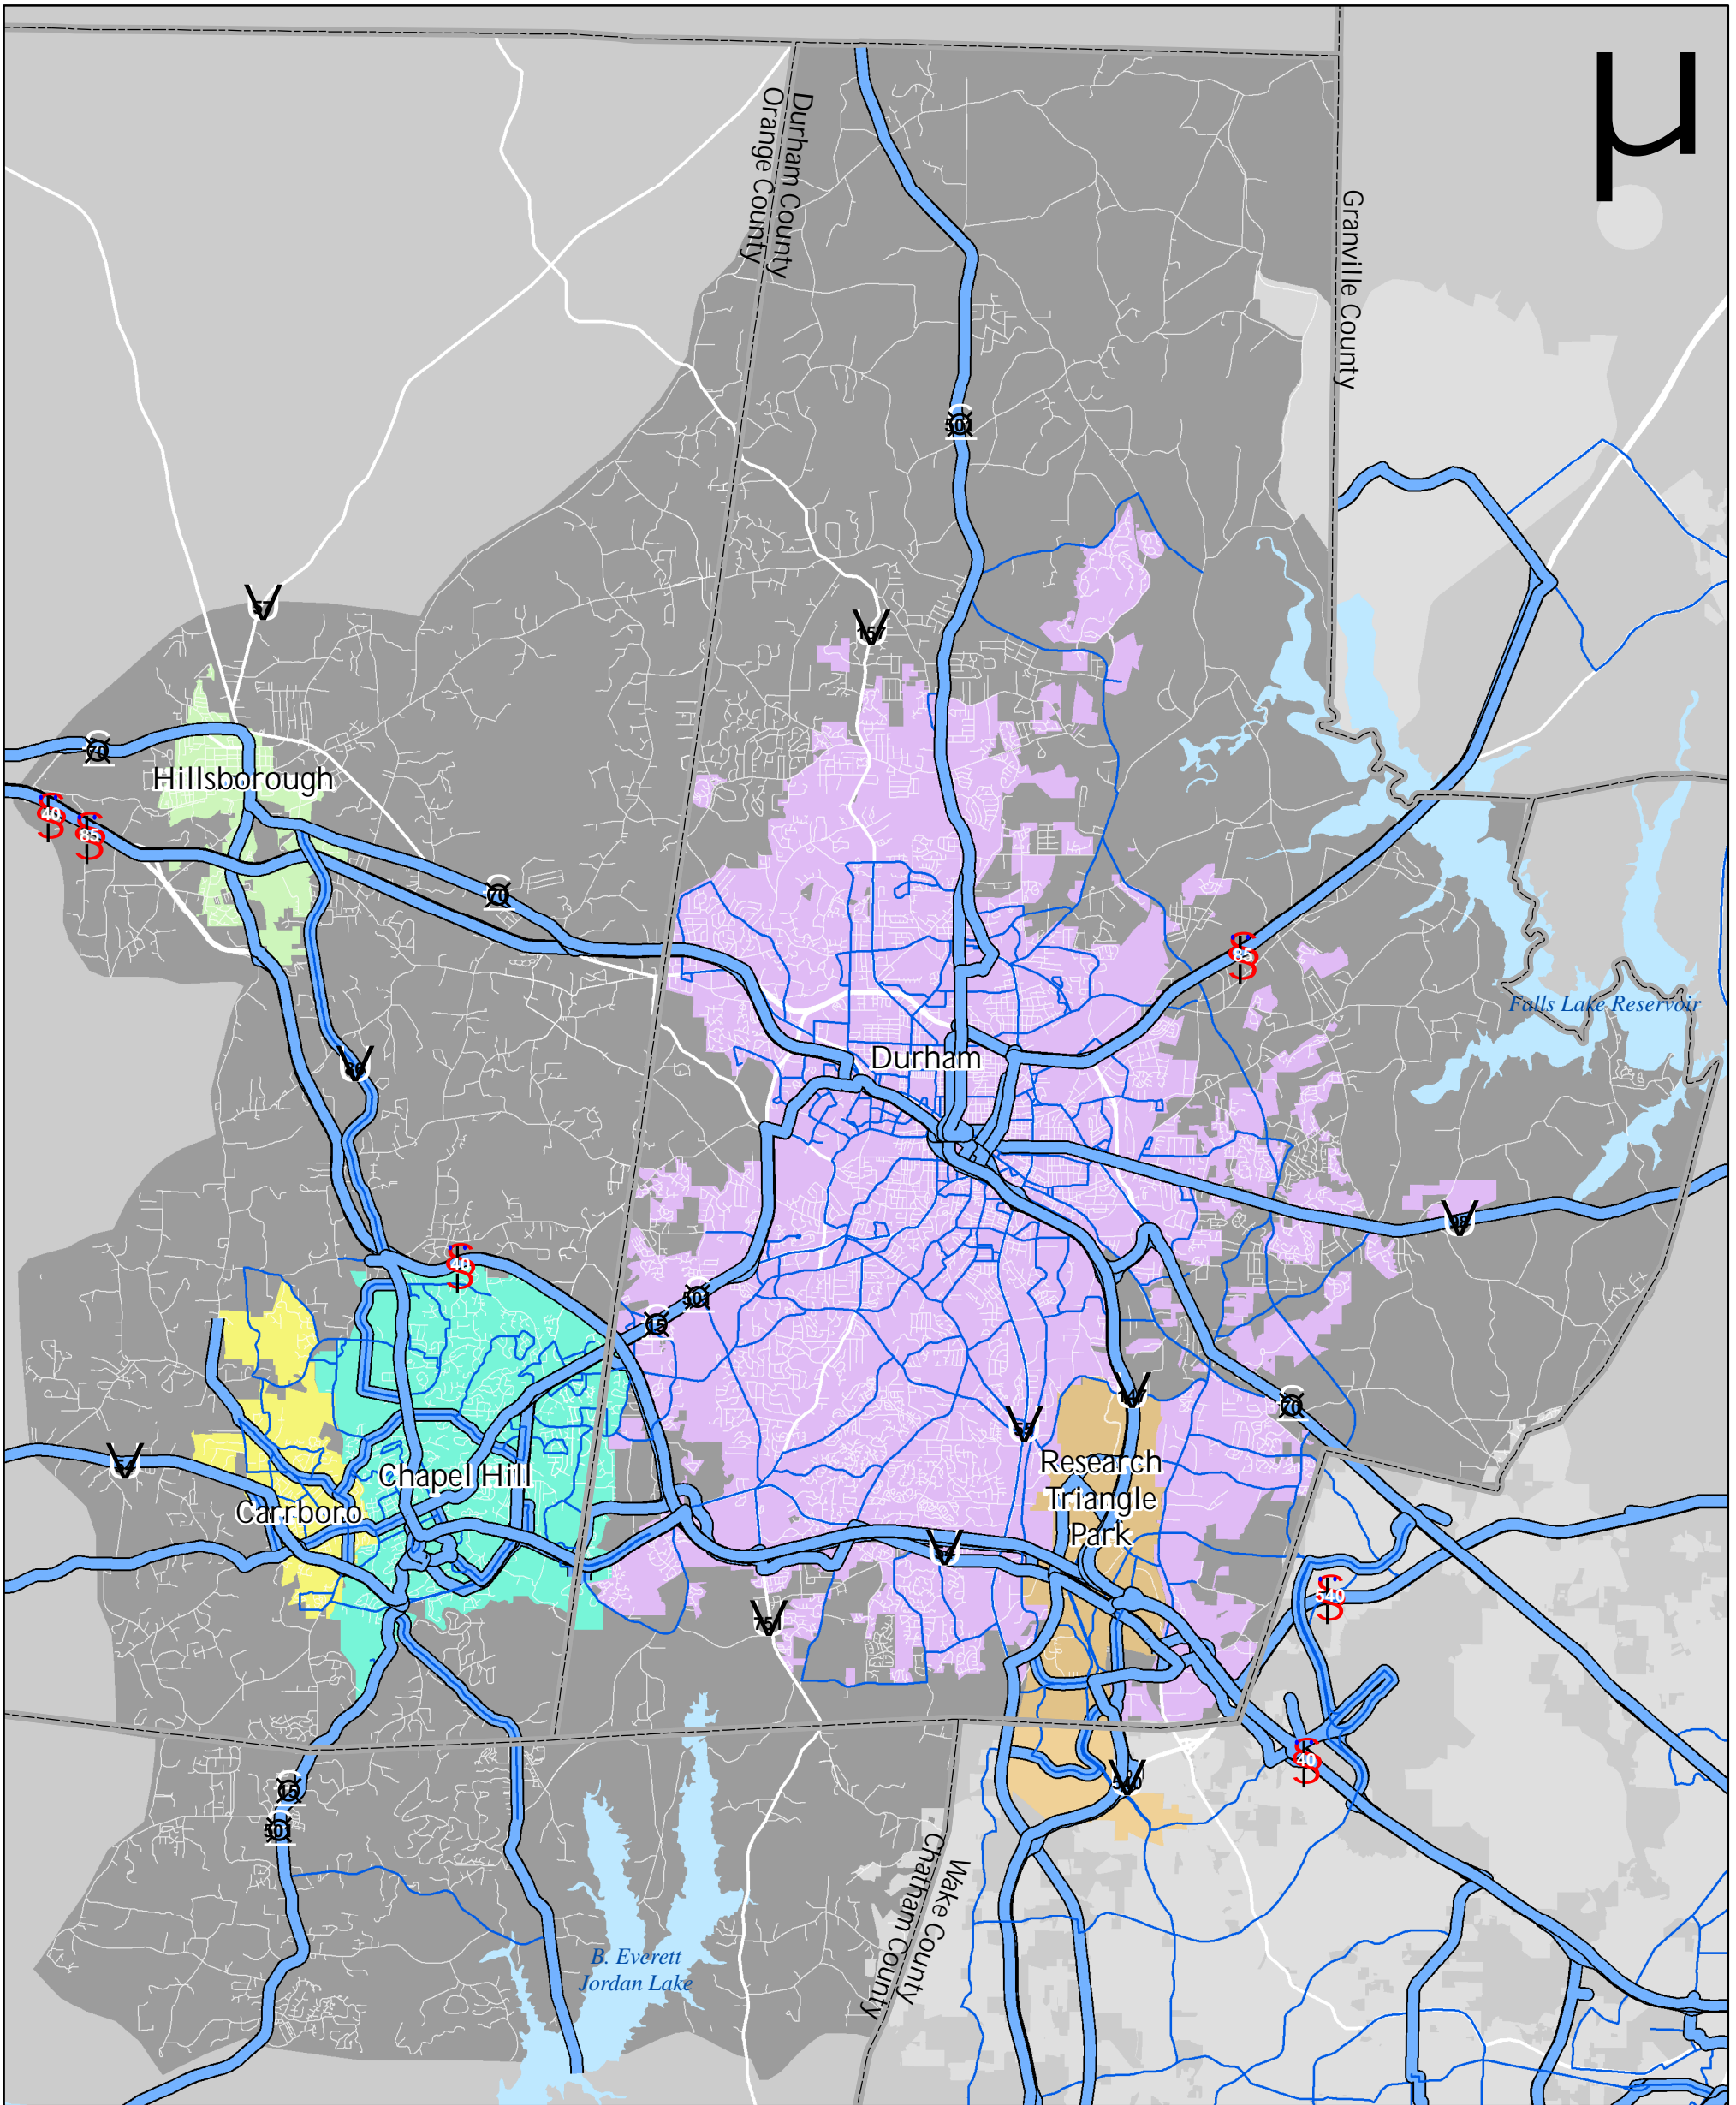 µ
Durham County
Orange County
Granville County
501
57
157
70
Hillsborough
40
85
70
85
Falls Lake Reservoir
Durham
86
98
40
501
15
147
70
55
54
Chapel Hill
Carrboro
Research
Triangle
Park
540
751
40
540
15
501
Wake County
Chatham County
B. Everett
Jordan Lake